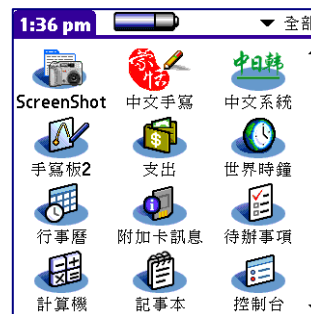 1:36 pm
全部
蒙恬
中日韩
ScreenShot
中文手寫
中文系統
手寫板2
支出
世界時鐘
行事曆
附加卡訊息
待辦事項
計算機
記事本
控制台